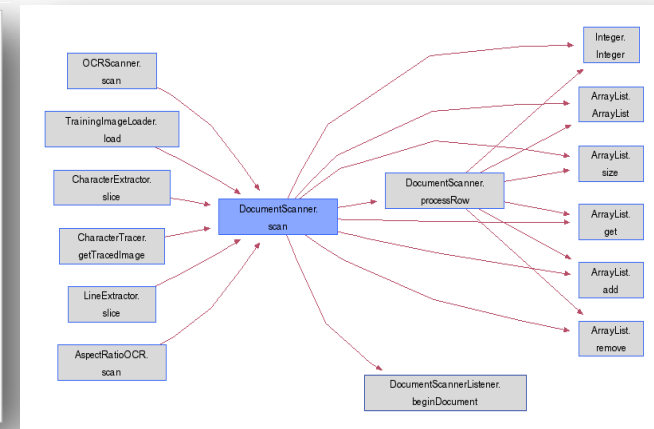 OCRScanner.
scan
TrainingImageLoader.
load
CharacterExtractor.
slice
CharacterTracer.
getTracedImage
LineExtractor.
slice
AspectRatioOCR.
scan
DocumentScanner.
scan
DocumentScanner.
processRow
DocumentScannerListener.
beginDocument
Integer.
Integer
ArrayList.
ArrayList
ArrayList.
size
ArrayList.
get
ArrayList.
add
ArrayList.
remove